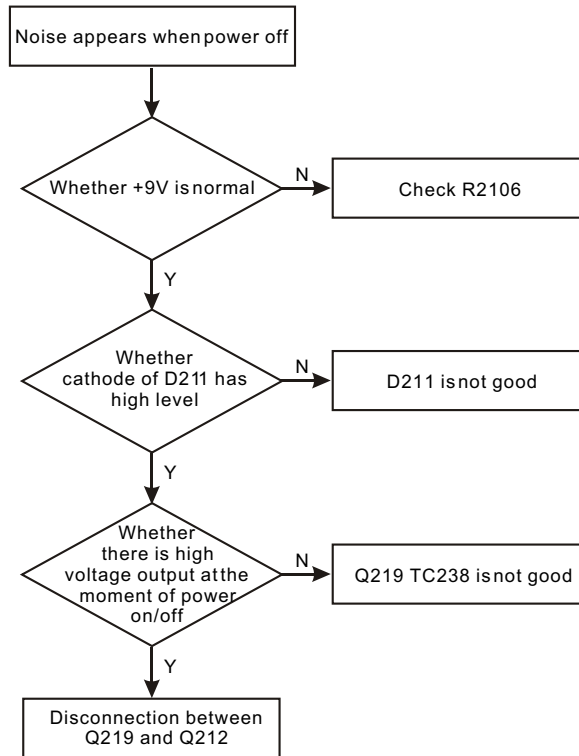 Noise appears when power off
Whether +9V is normal
N
Check R2106
Y
Whether
cathode of D211 has
high level
N
D211 is not good
Y
Whether
there is high
voltage output at the
moment of power
on/off
N
Q219 TC238 is not good
Y
Disconnection between
Q219 and Q212